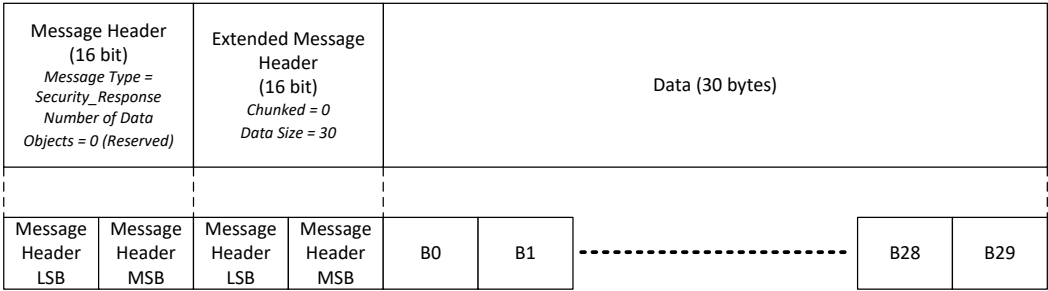 Message Header
(16 bit)
Message Type =
Security_Response
Number of Data
Objects = 0 (Reserved)
Extended Message
Header
(16 bit)
Chunked = 0
Data Size = 30
Data (30 bytes)
Message
Header
LSB
Message
Header
MSB
Message
Header
LSB
Message
Header
MSB
B0
B1
B28
B29